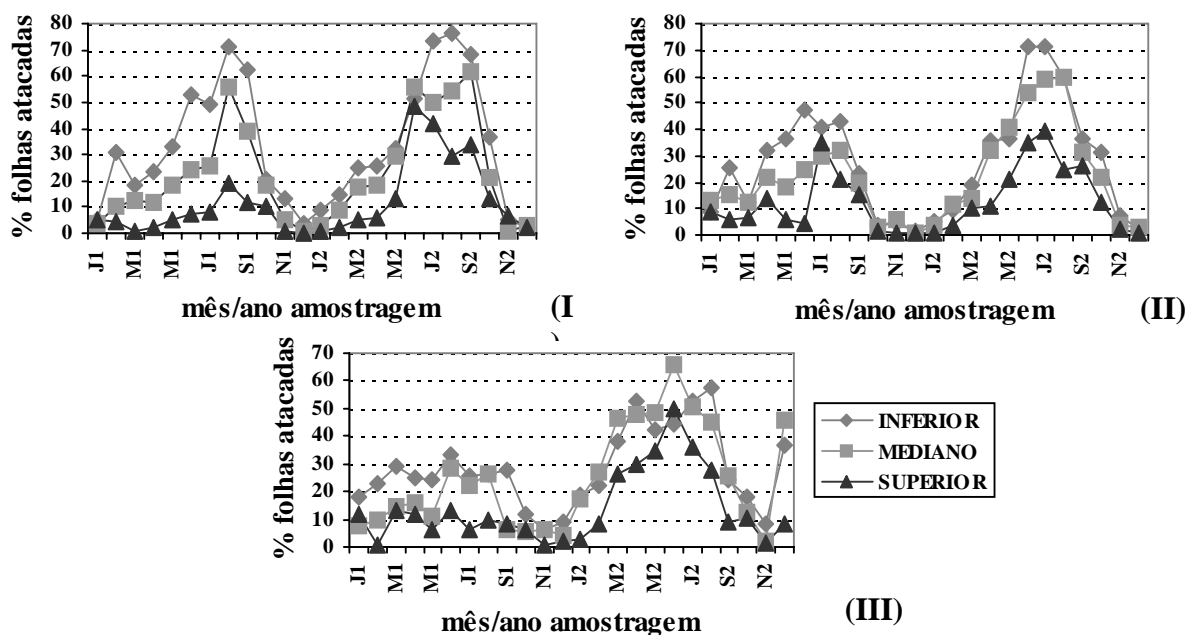 % folhas atacadas
80
70
60
50
40
30
20
10
0
J1 M1 M1 J1 S1 N1 J2 M2 M2 J2 S2 N2
mês/ano amostragem
(I
)
% folhas atacadas
80
70
60
50
40
30
20
10
0
J1 M1 M1 J1 S1 N1 J2 M2 M2 J2 S2 N2
mês/ano amostragem
(II)
% folhas atacadas
70
60
50
40
30
20
10
0
J1 M1 M1 J1 S1 N1 J2 M2 M2 J2 S2 N2
mês/ano amostragem
(III)
INFERIOR
MEDIANO
SUPERIOR